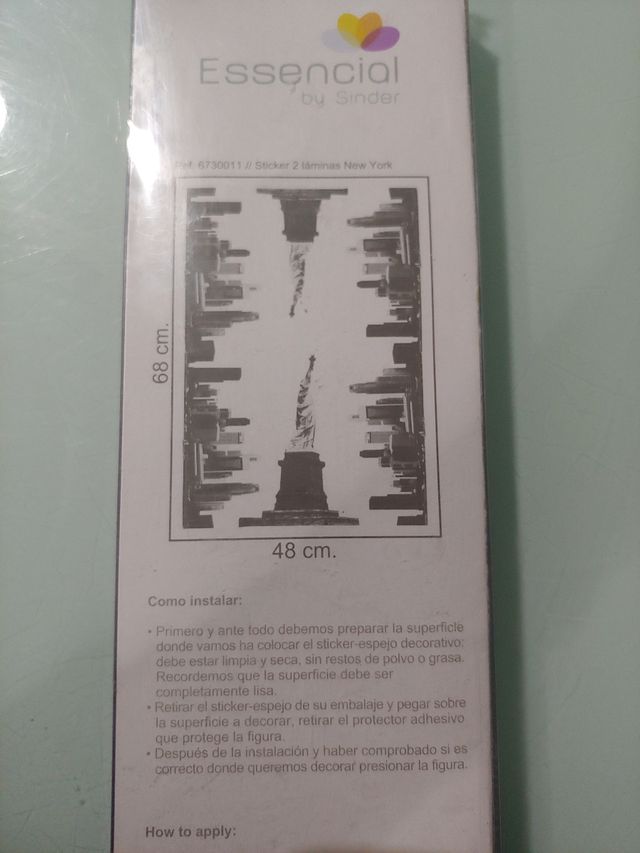 Essencial
by Sinder
Ref. 6730011 // Sticker 2 láminas New York
68 cm.
48 cm.
Como instalar:
• Primero y ante todo debemos preparar la superficie
donde vamos ha colocar el sticker-espejo decorativo:
debe estar limpia y seca, sin restos de polvo o grasa.
Recordemos que la superficie debe ser
completamente lisa.
• Retirar el sticker-espejo de su embalaje y pegar sobre
la superficie a decorar, retirar el protector adhesivo
que protege la figura.
• Después de la instalación y haber comprobado si es
correcto donde queremos decorar presionar la figura.
How to apply: